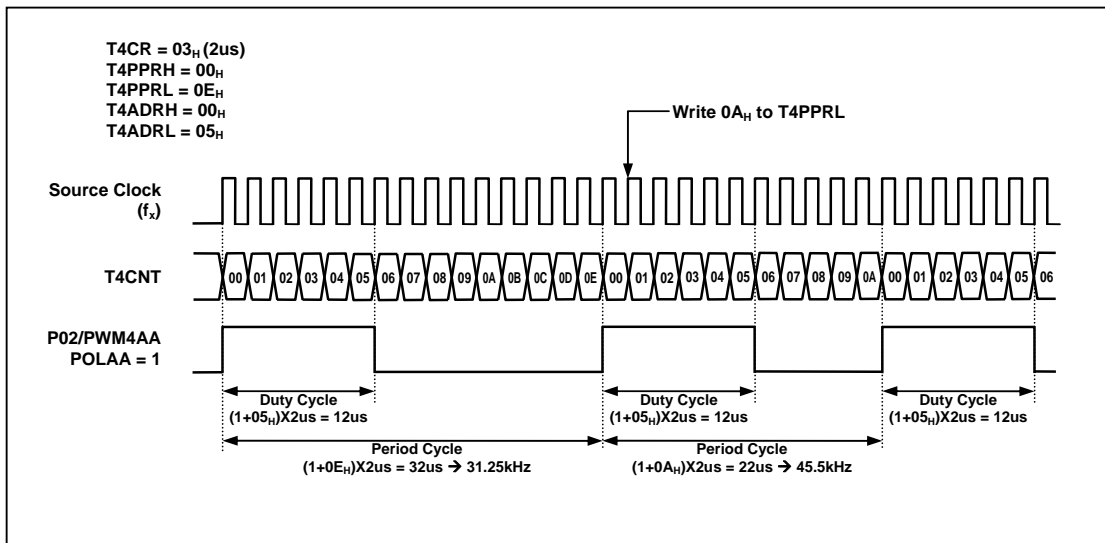 T4CR = 03H (2us)
T4PPRH = 00H
T4PPRL = 0EH
T4ADRH = 00H
T4ADRL = 05H
Write 0AH to T4PPRL
Source Clock
(fx)
T4CNT
00 01 02 03 04 05 06 07 08 09 0A 0B 0C 0D 0E 00 01 02 03 04 05 06 07 08 09 0A 00 01 02 03 04 05 06
P02/PWM4AA
POLAA = 1
Duty Cycle
(1+05H)X2us = 12us
Duty Cycle
(1+05H)X2us = 12us
Duty Cycle
(1+05H)X2us = 12us
Period Cycle
(1+0EH)X2us = 32us → 31.25kHz
Period Cycle
(1+0AH)X2us = 22us → 45.5kHz